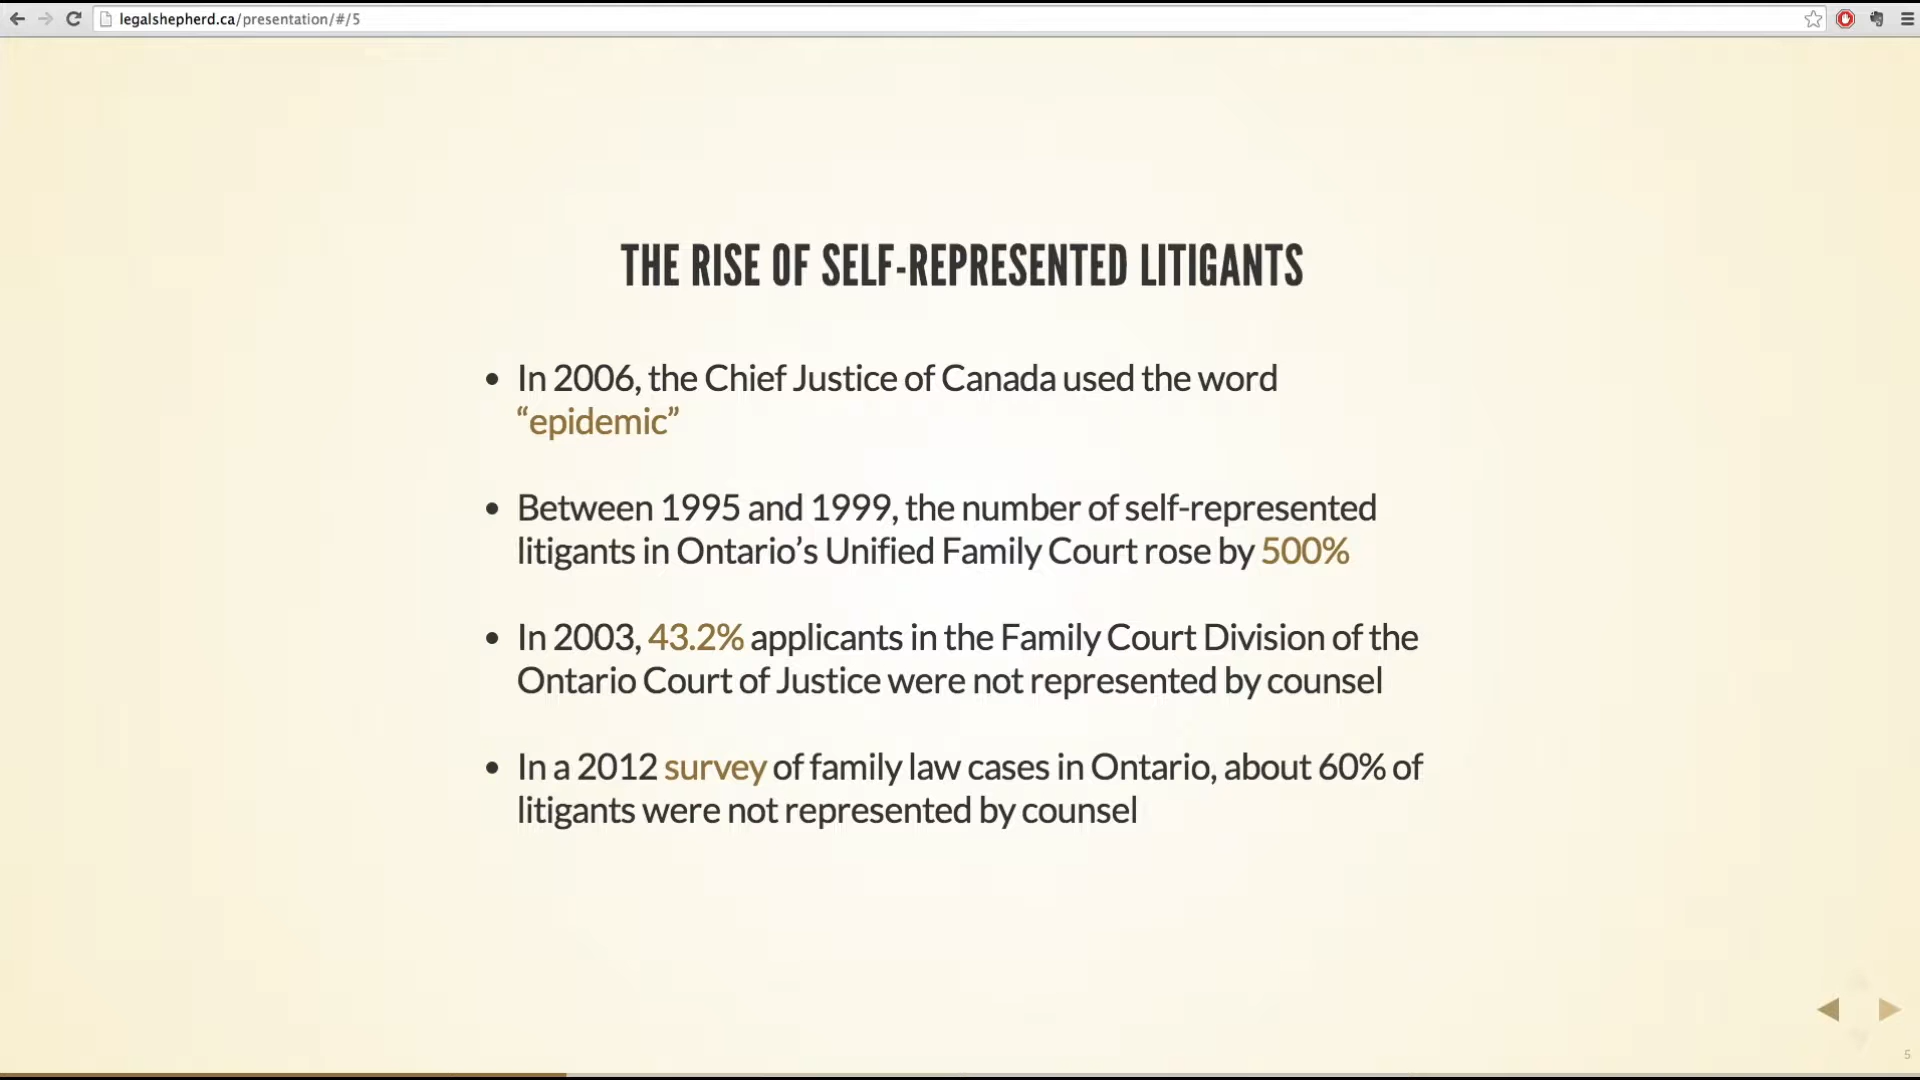 legalshepherd.ca/presentation/#/5
THE RISE OF SELF-REPRESENTED LITIGANTS
• In 2006, the Chief Justice of Canada used the word
“epidemic”
• Between 1995 and 1999, the number of self-represented
litigants in Ontario’s Unified Family Court rose by 500%
• In 2003, 43.2% applicants in the Family Court Division of the
Ontario Court of Justice were not represented by counsel
• In a 2012 survey of family law cases in Ontario, about 60% of
litigants were not represented by counsel
5